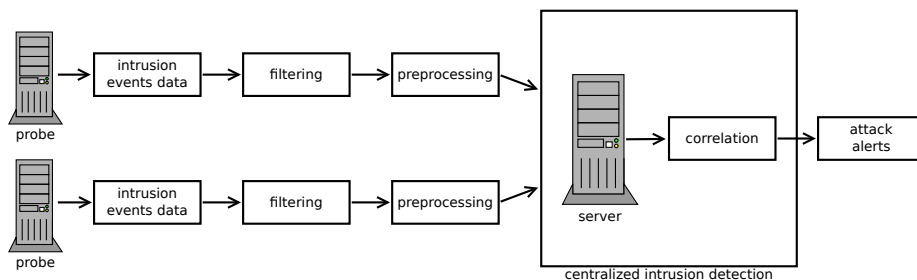 probe
intrusion
events data
filtering
preprocessing
probe
intrusion
events data
filtering
preprocessing
server
correlation
centralized intrusion detection
attack
alerts